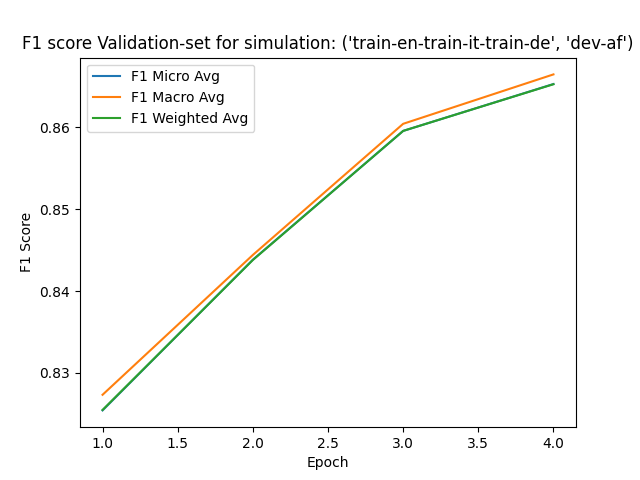 F1 score Validation-set for simulation: ('train-en-train-it-train-de', 'dev-af')
F1 Micro Avg
F1 Macro Avg
F1 Weighted Avg
0.86
0.85
0.84
0.83
F1 Score
1.0 1.5 2.0 2.5 3.0 3.5 4.0
Epoch